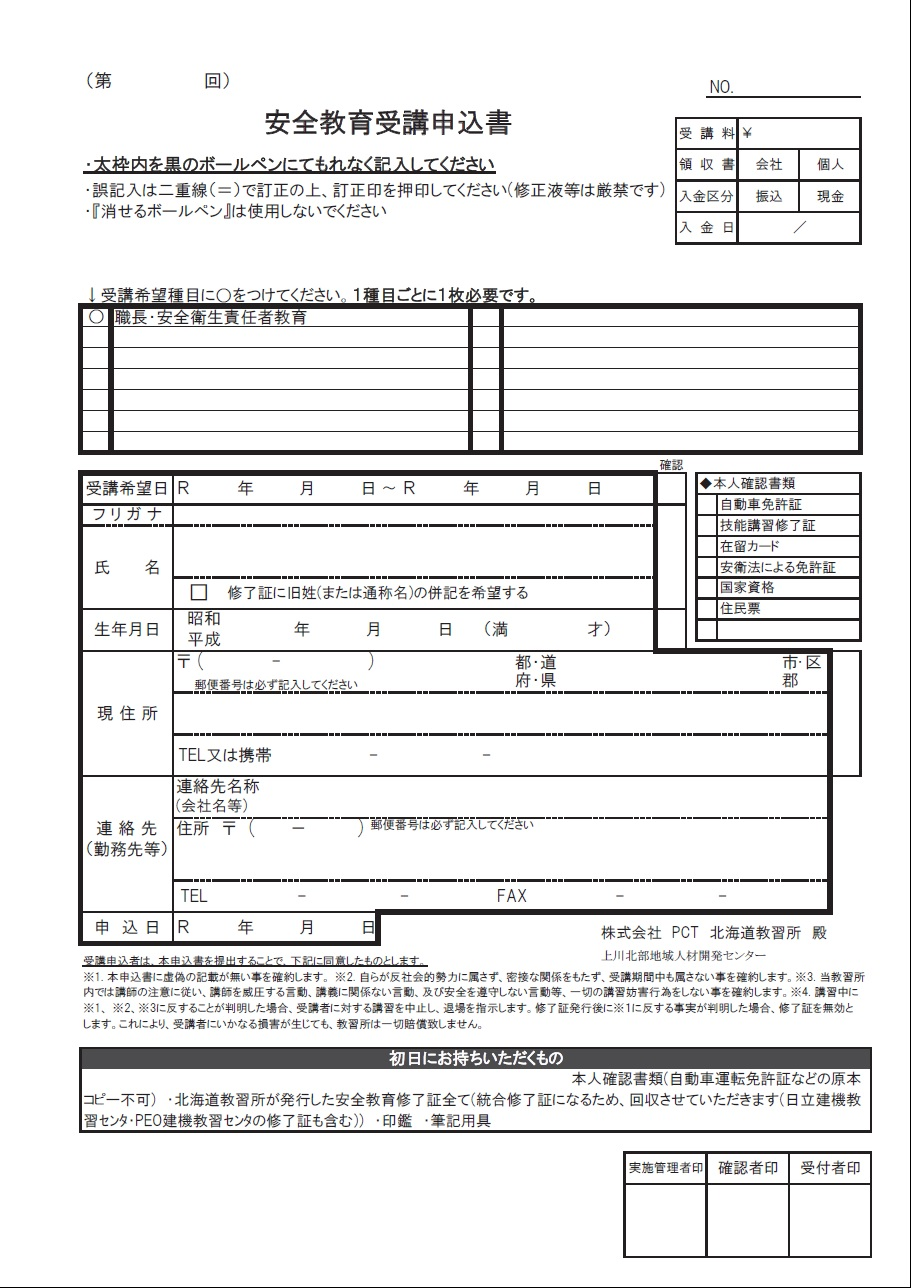 （第　　　　　回）
NO.
安全教育受講申込書
・太枠内を黒のボールペンにてもれなく記入してください
・誤記入は二重線（＝）で訂正の上、訂正印を押印してください（修正液等は厳禁です）
・『消せるボールペン』は使用しないでください
受 講 料 ￥
領 収 書 会社 個人
入金区分 振込 現金
入 金 日 ／
↓受講希望種目に○をつけてください。1種目ごとに1枚必要です。
○ 職長・安全衛生責任者教育
確認
受講希望日 R 年 月 日 ～ R 年 月 日
フリガナ
氏 名
□ 修了証に旧姓（または通称名）の併記を希望する
生年月日 昭和 平成 年 月 日 （満 才）
◆本人確認書類
自動車免許証
技能講習修了証
在留カード
安衛法による免許証
国家資格
住民票
現 住 所 〒（ － ） 都・道 市・区
郵便番号は必ず記入してください 府・県 郡
TEL又は携帯 － －
連 絡 先
（勤務先等）
連絡先名称
（会社名等）
住所 〒（ － ） 郵便番号は必ず記入してください
TEL － － FAX － －
申 込 日 R 年 月 日
株式会社 PCT 北海道教習所 殿
上川北部地域人材開発センター
受講申込者は、本申込書を提出することで、下記に同意したものとします。
※1. 本申込書に虚偽の記載が無い事を確約します。 ※2. 自らが反社会的勢力に属さず、密接な関係をもたず、受講期間中も属さない事を確約します。※3. 当教習所
内では講師の注意に従い、講師を威圧する言動、講義に関係ない言動、及び安全を遵守しない言動等、一切の講習妨害行為をしない事を確約します。※4. 講習中に
※1、※2、※3に反することが判明した場合、受講者に対する講習を中止し、退場を指示します。修了証発行後に※1に反する事実が判明した場合、修了証を無効と
します。これにより、受講者にいかなる損害が生じても、教習所は一切賠償致しません。
初日にお持ちいただくもの
本人確認書類（自動車運転免許証などの原本
コピー不可） ・北海道教習所が発行した安全教育修了証全て（統合修了証になるため、回収させていただきます（日立建機教
習センタ・PEO建機教習センタの修了証も含む）） ・印鑑 ・筆記用具
実施管理者印 確認者印 受付者印